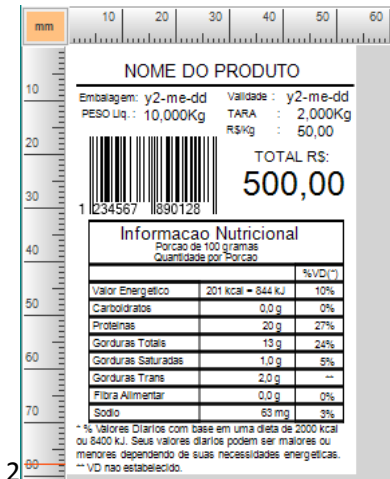 mm 10 20 30 40 50 60
NOME DO PRODUTO
Embalagem: y2-me-dd Validade : y2-me-dd
PESO Liq. : 10,000Kg TARA : 2,000Kg
R$/Kg : 50,00
TOTAL R$:
500,00
1 234567 890128
Informacao Nutricional
Porcao de 100 gramas
Quantidade por Porcao
%VD(*)
Valor Energetico 201 kcal = 844 kJ 10%
Carboidratos 0,0 g 0%
Proteinas 20 g 27%
Gorduras Totais 13 g 24%
Gorduras Saturadas 1,0 g 5%
Gorduras Trans 2,0 g **
Fibra Alimentar 0,0 g 0%
Sodio 63 mg 3%
* % Valores Diarios com base em uma dieta de 2000 kcal
ou 8400 kJ. Seus valores diarios podem ser maiores ou
menores dependendo de suas necessidades energeticas.
** VD nao estabelecido.
10
20
30
40
50
60
70
80
2